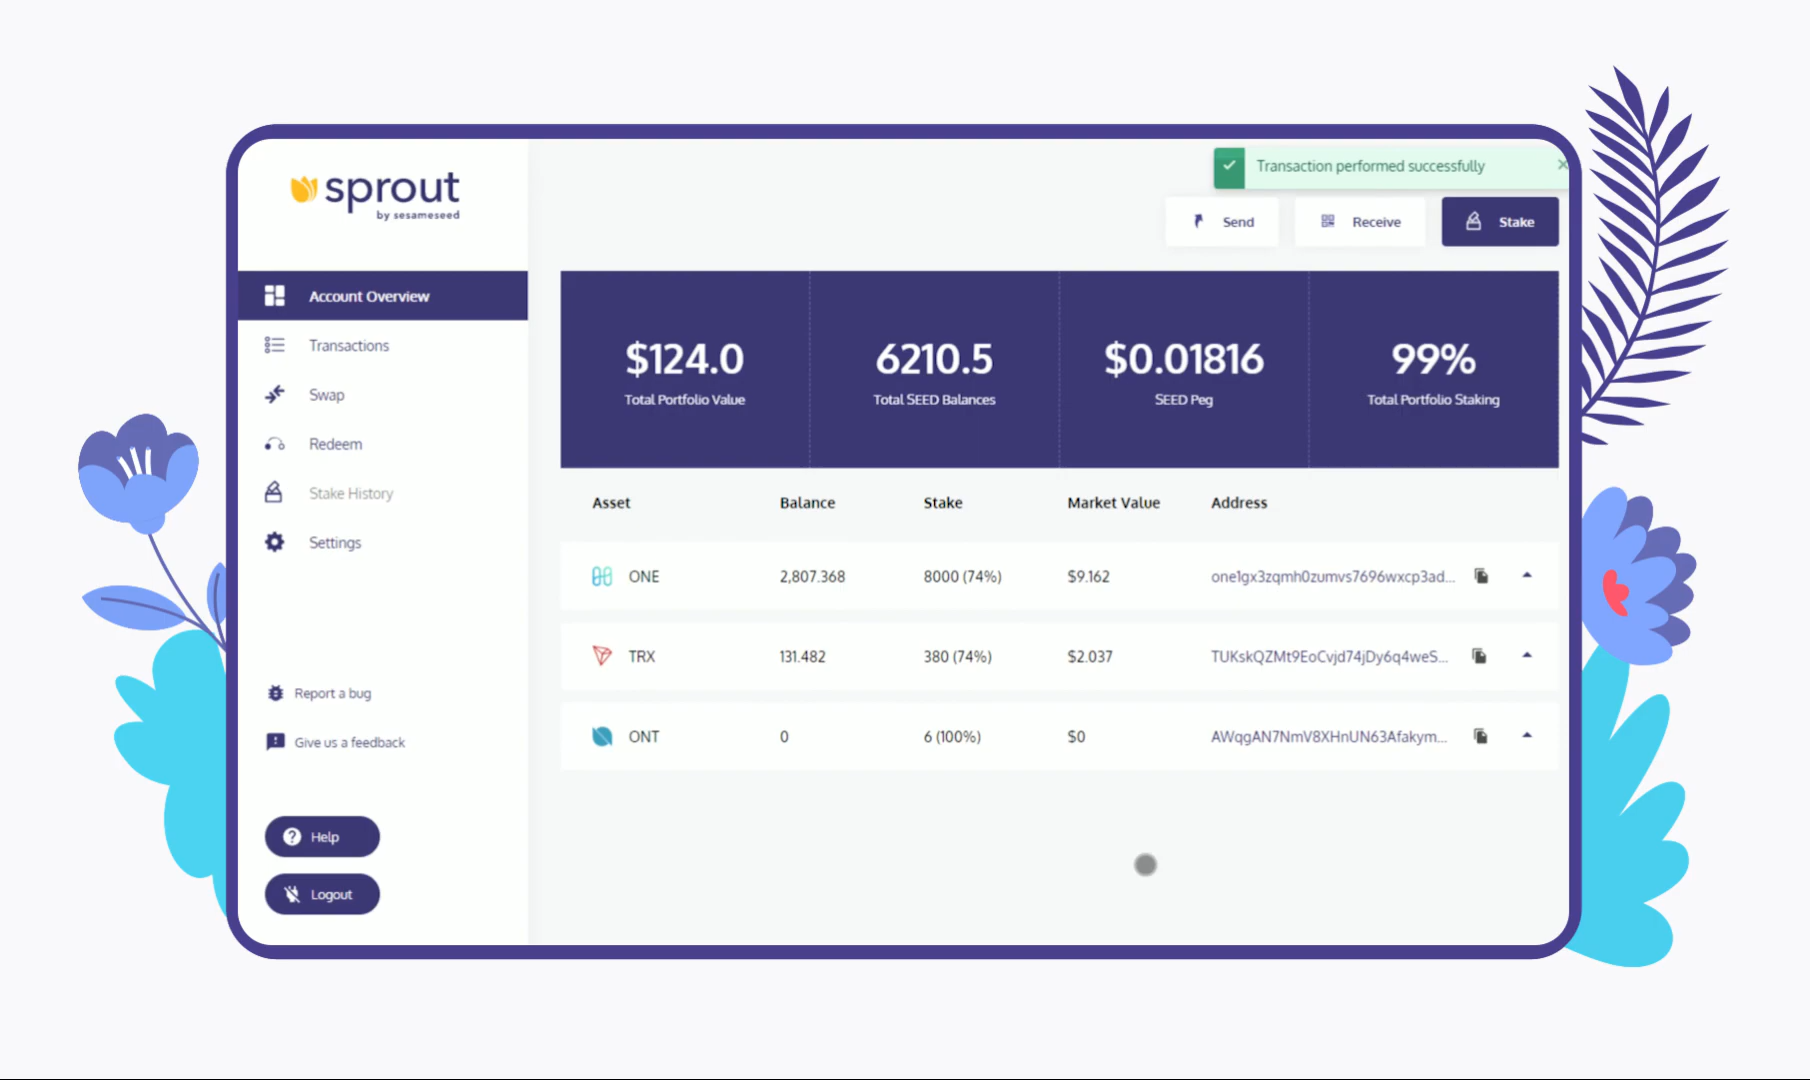 sprout
by sesameseed
Transaction performed successfully
Send
Receive
Stake
Account Overview
Transactions
Swap
Redeem
Stake History
Settings
Report a bug
Give us a feedback
Help
Logout
$124.0
Total Portfolio Value
6210.5
Total SEED Balances
$0.01816
SEED Peg
99%
Total Portfolio Staking
Asset Balance Stake Market Value Address
ONE 2,807.368 8000 (74%) $9.162 one1gx3zqmh0zumvs7696wxcp3ad...
TRX 131.482 380 (74%) $2.037 TUKskQZMt9EoCvjd74jDy6q4weS...
ONT 0 6 (100%) $0 AWqgAN7NmV8XHnUN63Afakym...